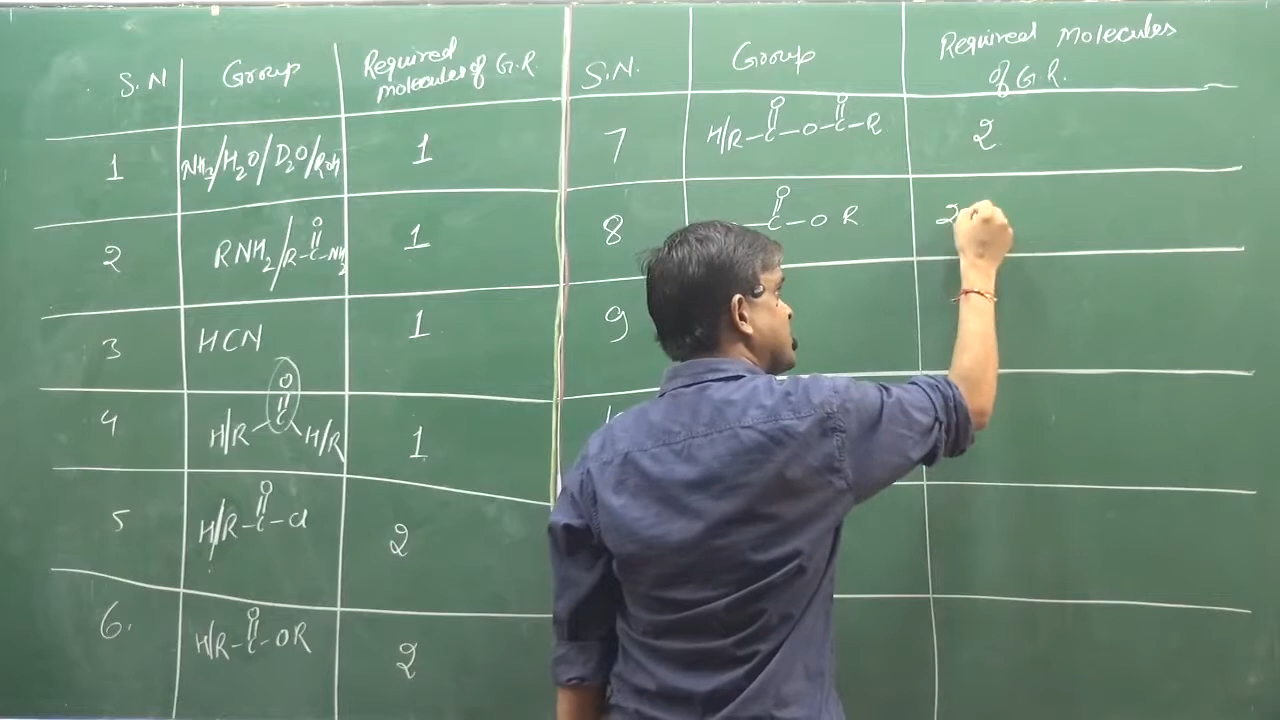 S.N Group Required molecules of G.R.
1 NH3/H2O/D2O/ROH 1
2 RNH2/R-C(=O)-NH2 1
3 HCN 1
4 H/R-C(=O)-H/R 1
5 H/R-C(=O)-Cl 2
6. H/R-C(=O)-OR 2
S.N. Group Required Molecules of G.R.
7 H/R-C(=O)-O-C(=O)-R 2
8 C(=O)-O R 2
9